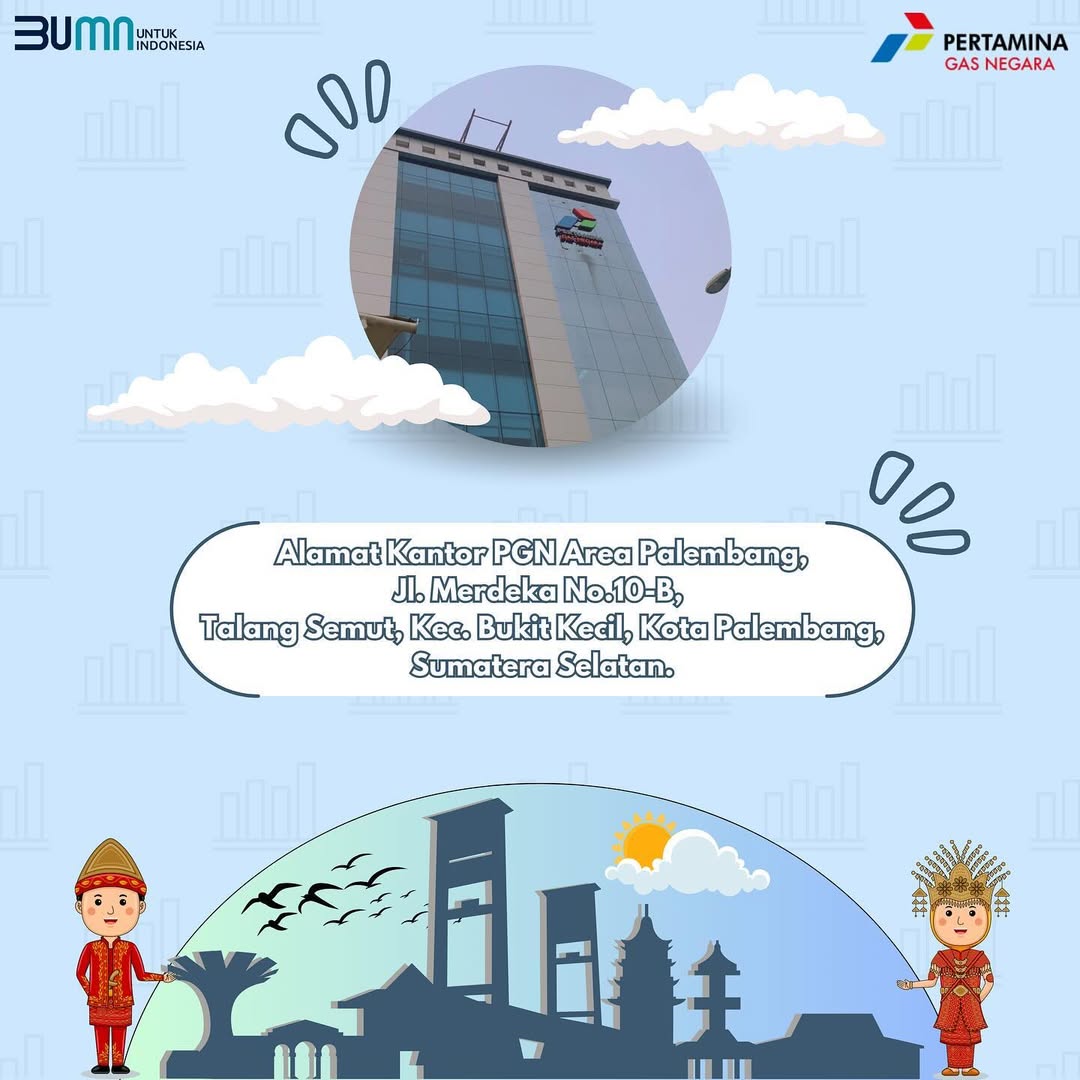 BUMN UNTUK
INDONESIA
PERTAMINA
GAS NEGARA
Alamat Kantor PGN Area Palembang,
Jl. Merdeka No.10-B,
Talang Semut, Kec. Bukit Kecil, Kota Palembang,
Sumatera Selatan.